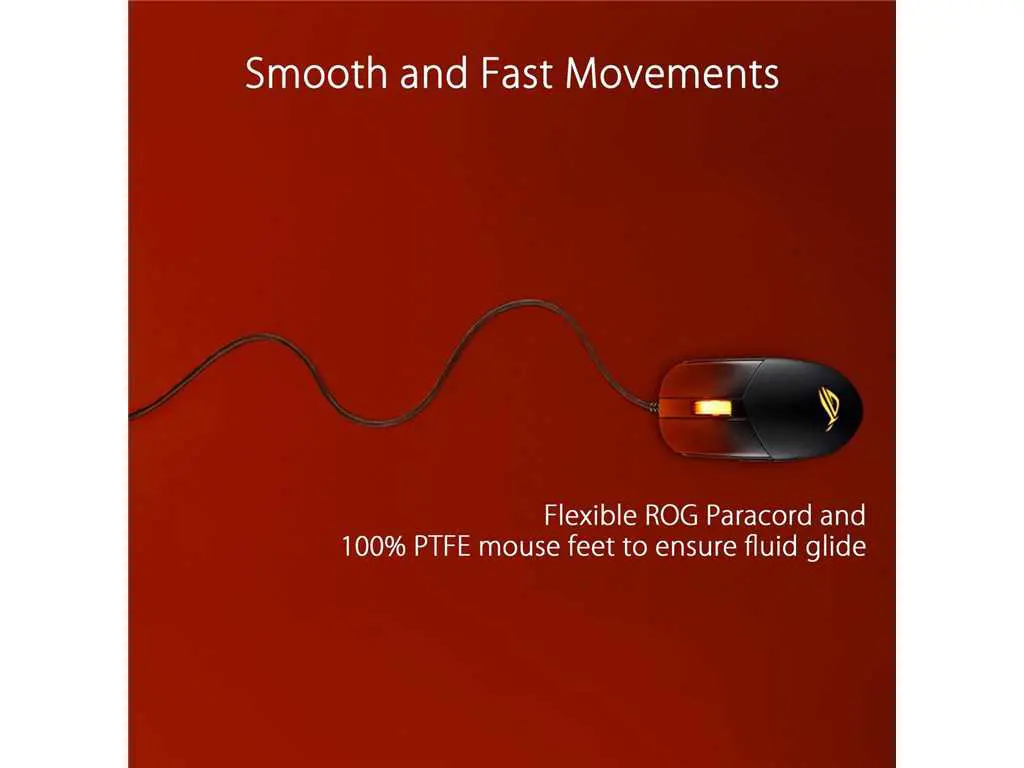 Smooth and Fast Movements
Flexible ROG Paracord and
100% PTFE mouse feet to ensure fluid glide